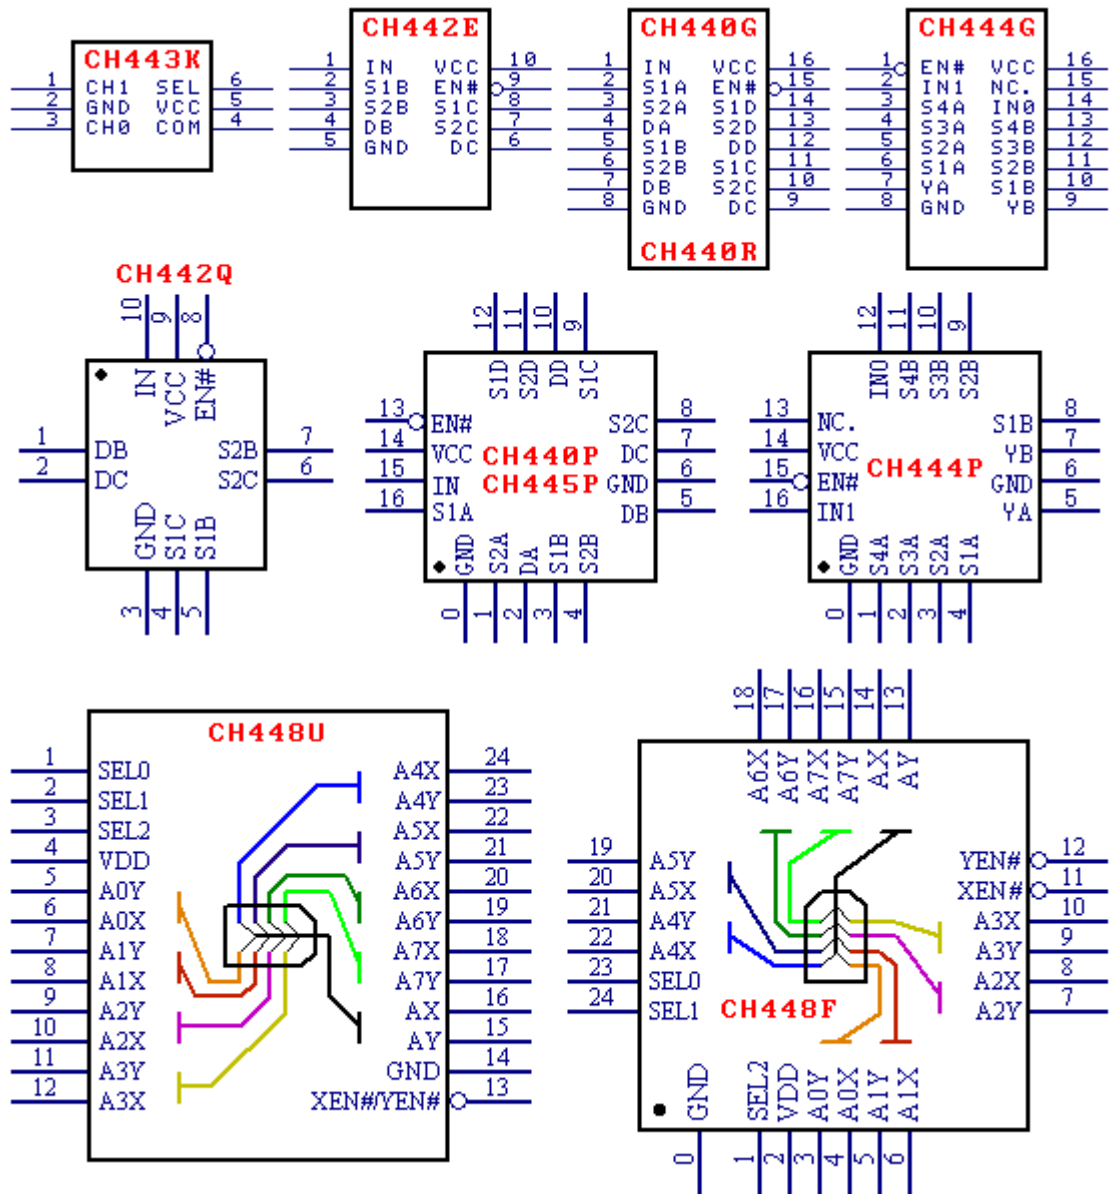 CH443K
1 CH1 SEL 6
2 GND VCC 5
3 CH0 COM 4
CH442E
1 IN VCC 10
2 S1B EN# 9
3 S2B S1C 8
4 DB S2C 7
5 GND DC 6
CH440G
1 IN VCC 16
2 S1A EN# 15
3 S2A S1D 14
4 DA S2D 13
5 S1B DD 12
6 S2B S1C 11
7 DB S2C 10
8 GND DC 9
CH440R
CH444G
1 EN# VCC 16
2 IN1 NC. 15
3 S4A IN0 14
4 S3A S4B 13
5 S2A S3B 12
6 S1A S2B 11
7 YA S1B 10
8 GND YB 9
CH442Q
10 9 8
IN VCC EN#
1 DB S2B 7
2 DC S2C 6
GND S1C S1B
3 4 5
12 11 10 9
S1D S2D DD S1C
13 EN# S2C 8
14 VCC DC 7
15 IN GND 6
16 S1A DB 5
CH440P
CH445P
GND S2A DA S1B S2B
0 1 2 3 4
12 11 10 9
IN0 S4B S3B S2B
13 NC. S1B 8
14 VCC YB 7
15 EN# GND 6
16 IN1 YA 5
CH444P
GND S4A S3A S2A S1A
0 1 2 3 4
CH448U
1 SEL0 A4X 24
2 SEL1 A4Y 23
3 SEL2 A5X 22
4 VDD A5Y 21
5 A0Y A6X 20
6 A0X A6Y 19
7 A1Y A7X 18
8 A1X A7Y 17
9 A2Y AX 16
10 A2X AY 15
11 A3Y GND 14
12 A3X XEN#/YEN# 13
18 17 16 15 14 13
A6X A6Y A7X A7Y AX AY
19 A5Y YEN# 12
20 A5X XEN# 11
21 A4Y A3X 10
22 A4X A3Y 9
23 SEL0 A2X 8
24 SEL1 A2Y 7
CH448F
GND SEL2 VDD A0Y A0X A1Y A1X
0 1 2 3 4 5 6